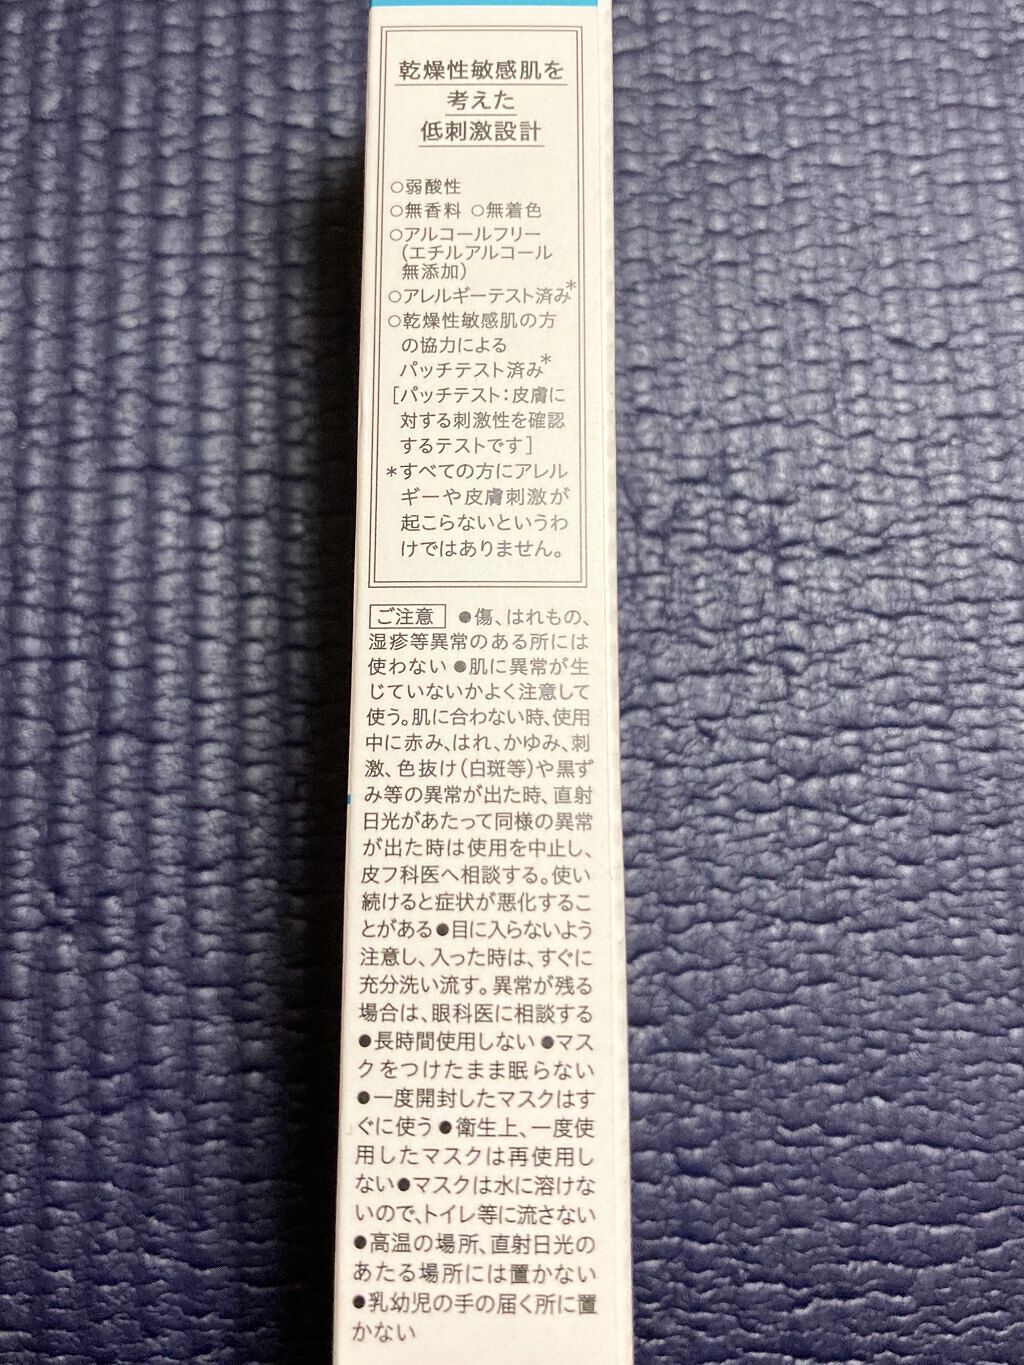 乾燥性敏感肌を
考えた
低刺激設計
○弱酸性
○無香料 ○無着色
○アルコールフリー
(エチルアルコール
無添加)
○アレルギーテスト済み*
○乾燥性敏感肌の方
の協力による
パッチテスト済み*
[パッチテスト:皮膚に
対する刺激性を確認
するテストです]
*すべての方にアレル
ギーや皮膚刺激が
起こらないというわ
けではありません。
ご注意 ●傷、はれもの、
湿疹等異常のある所には
使わない ●肌に異常が生
じていないかよく注意して
使う。肌に合わない時、使用
中に赤み、はれ、かゆみ、刺
激、色抜け(白斑等)や黒ず
み等の異常が出た時、直射
日光があたって同様の異常
が出た時は使用を中止し、
皮フ科医へ相談する。使い
続けると症状が悪化するこ
とがある●目に入らないよう
注意し、入った時は、すぐに
充分洗い流す。異常が残る
場合は、眼科医に相談する
●長時間使用しない ●マス
クをつけたまま眠らない
●一度開封したマスクはす
ぐに使う ●衛生上、一度使
用したマスクは再使用し
ない●マスクは水に溶けな
いので、トイレ等に流さない
●高温の場所、直射日光の
あたる場所には置かない
●乳幼児の手の届く所に置
かない